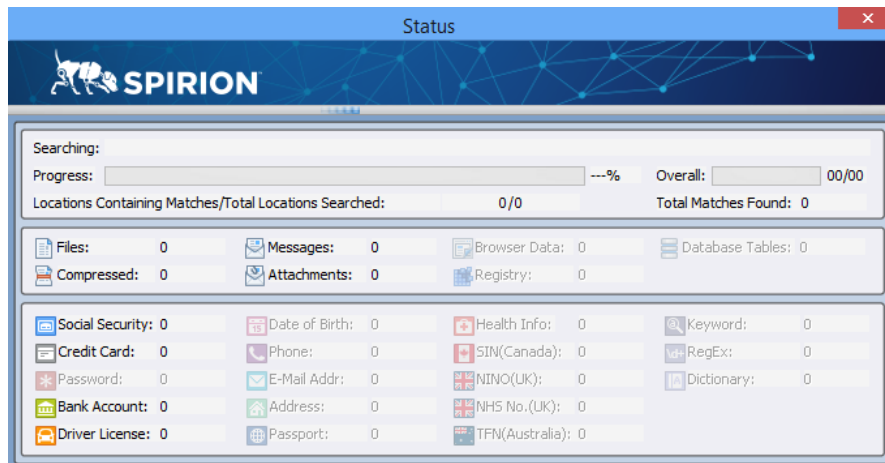 Status
SPIRION
Searching:
Progress: ---% Overall: 00/00
Locations Containing Matches/Total Locations Searched: 0/0 Total Matches Found: 0
Files: 0 Messages: 0 Browser Data: 0 Database Tables: 0
Compressed: 0 Attachments: 0 Registry: 0
Social Security: 0 Date of Birth: 0 Health Info: 0 Keyword: 0
Credit Card: 0 Phone: 0 SIN(Canada): 0 RegEx: 0
Password: 0 E-Mail Addr: 0 NINO(UK): 0 Dictionary: 0
Bank Account: 0 Address: 0 NHS No.(UK): 0
Driver License: 0 Passport: 0 TFN(Australia): 0